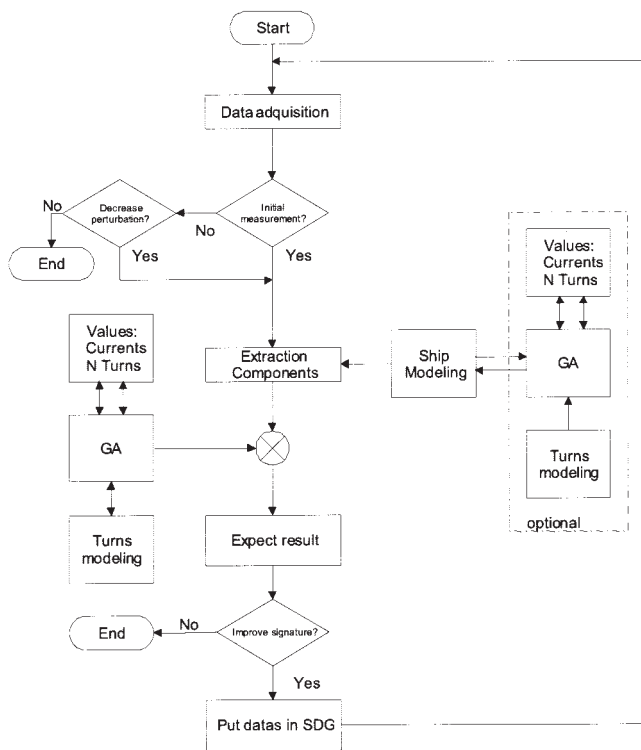 Start
Data adquisition
Decrease
perturbation?
Initial
measurement?
No
No
Yes
Yes
End
Values:
Currents
N Turns
Values:
Currents
N Turns
Extraction
Components
Ship
Modeling
GA
GA
Turns
modeling
optional
Turns
modeling
Expect result
End
No
Improve signature?
Yes
Put datas in SDG